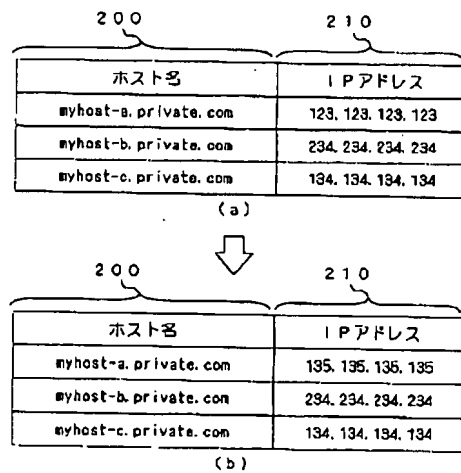 200 210
ホスト名 IPアドレス
myhost-a.private.com 123.123.123.123
myhost-b.private.com 234.234.234.234
myhost-c.private.com 134.134.134.134
(a)
200 210
ホスト名 IPアドレス
myhost-a.private.com 135.135.135.135
myhost-b.private.com 234.234.234.234
myhost-c.private.com 134.134.134.134
(b)